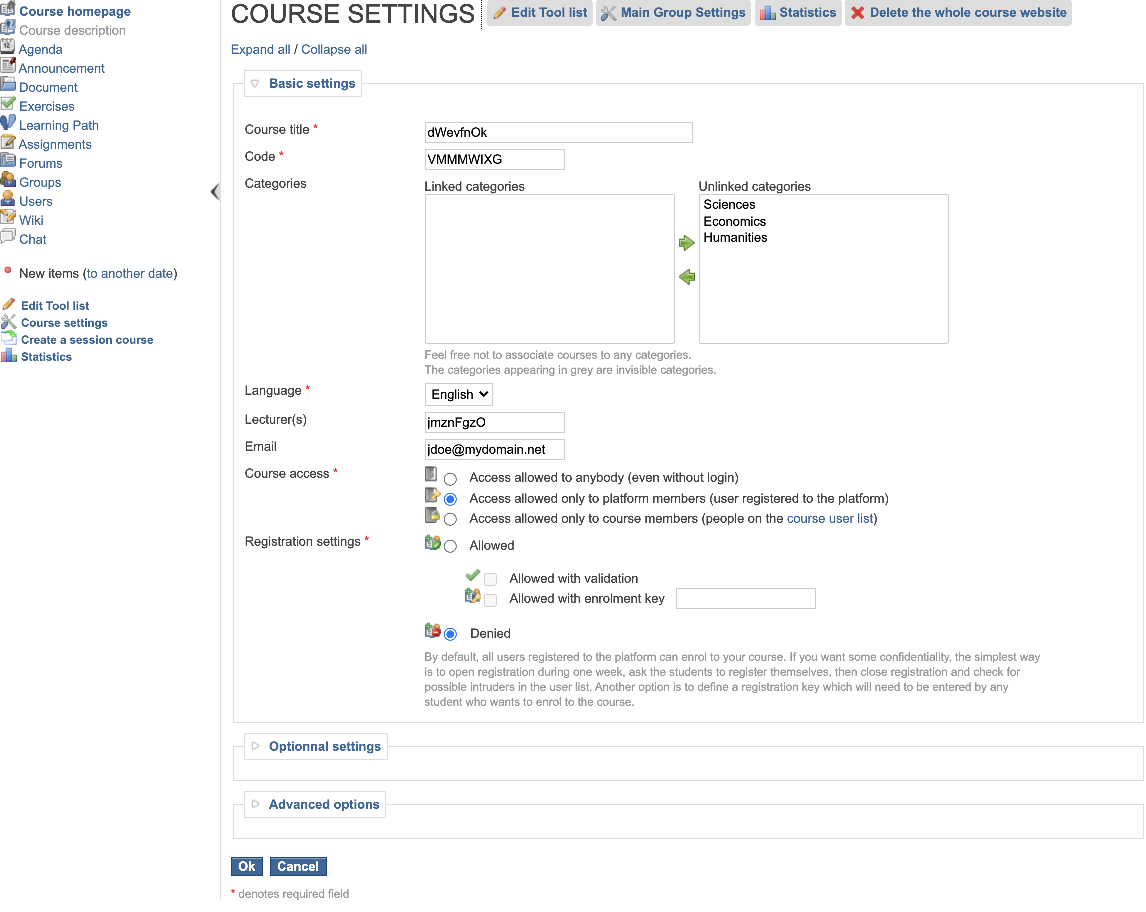 Course homepage
Course description
Agenda
Announcement
Document
Exercises
Learning Path
Assignments
Forums
Groups
Users
Wiki
Chat
New items (to another date)
Edit Tool list
Course settings
Create a session course
Statistics
COURSE SETTINGS
Edit Tool list
Main Group Settings
Statistics
Delete the whole course website
Expand all / Collapse all
Basic settings
Course title *
dWevfnOk
Code *
VMMMWIXG
Categories
Linked categories
Unlinked categories
Sciences
Economics
Humanities
Feel free not to associate courses to any categories.
The categories appearing in grey are invisible categories.
Language *
English
Lecturer(s)
jmznFgzO
Email
jdoe@mydomain.net
Course access *
Access allowed to anybody (even without login)
Access allowed only to platform members (user registered to the platform)
Access allowed only to course members (people on the course user list)
Registration settings *
Allowed
Allowed with validation
Allowed with enrolment key
Denied
By default, all users registered to the platform can enrol to your course. If you want some confidentiality, the simplest way
is to open registration during one week, ask the students to register themselves, then close registration and check for
possible intruders in the user list. Another option is to define a registration key which will need to be entered by any
student who wants to enrol to the course.
Optionnal settings
Advanced options
Ok
Cancel
* denotes required field